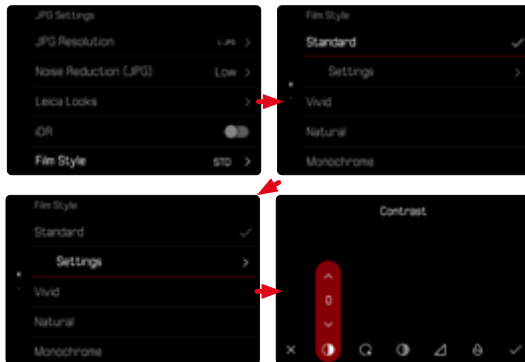 JPG Settings
JPG Resolution L-JPG
Noise Reduction (JPG) Low
Leica Looks
iDR
Film Style STD
Film Style
Standard
Settings
Vivid
Natural
Monochrome
Film Style
Standard
Settings
Vivid
Natural
Monochrome
Contrast
0